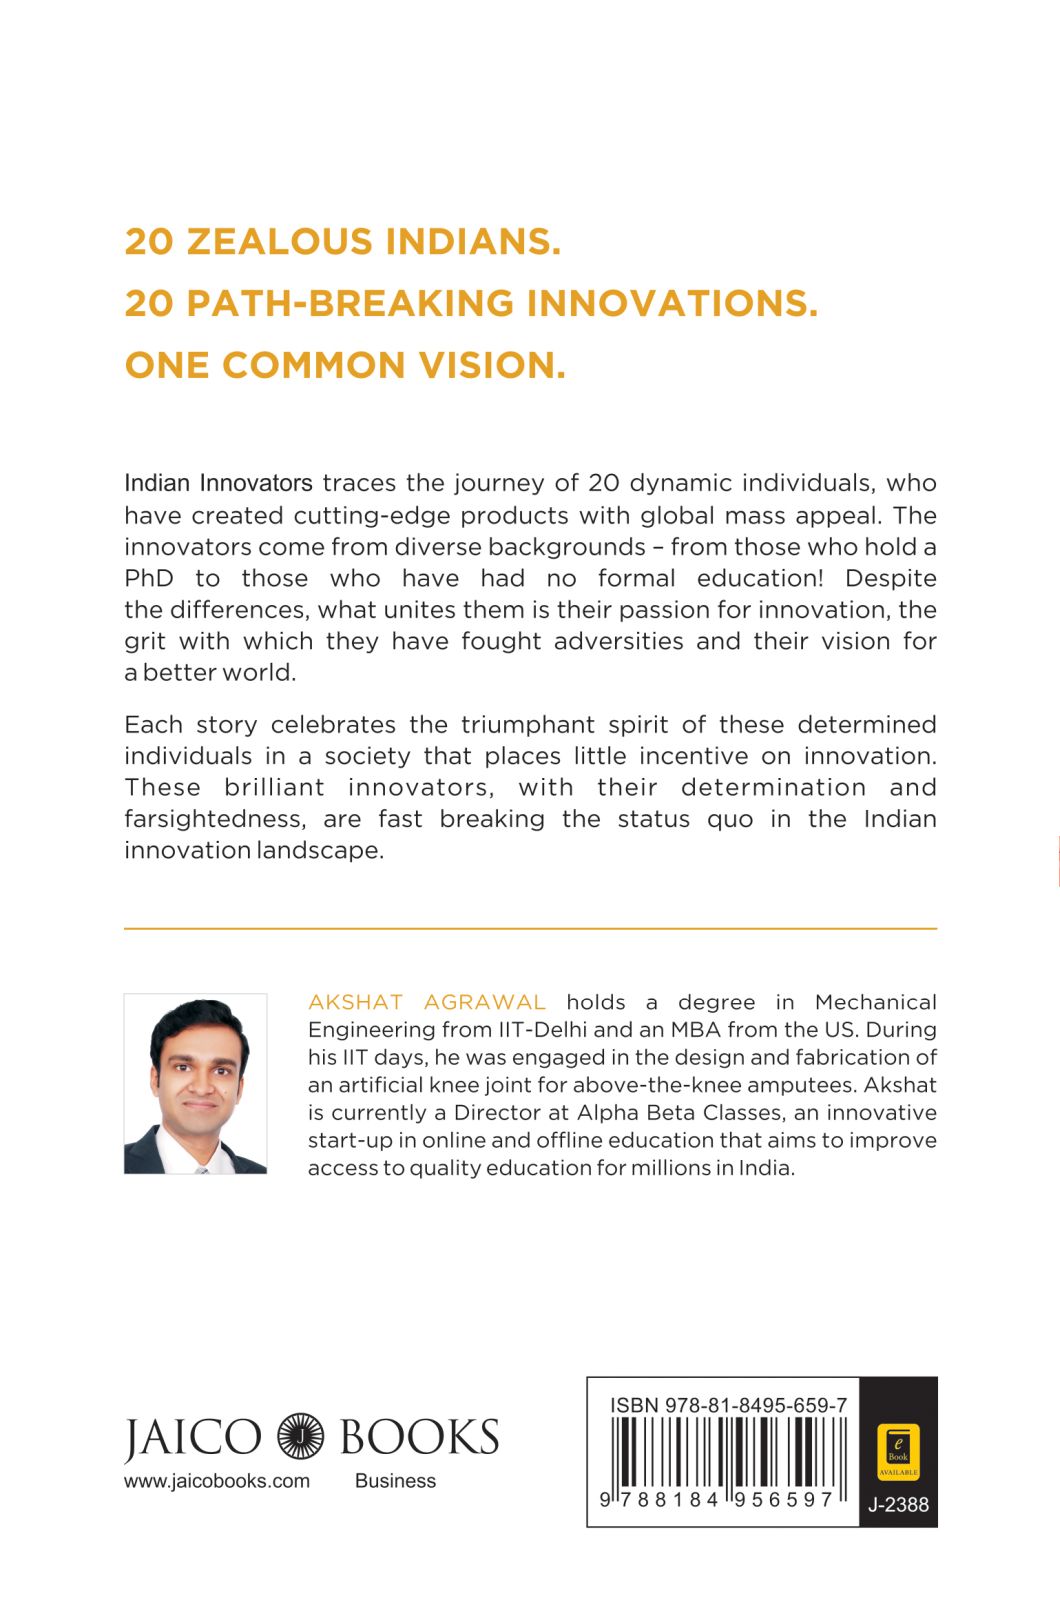 20 ZEALOUS INDIANS.
20 PATH-BREAKING INNOVATIONS.
ONE COMMON VISION.
Indian Innovators traces the journey of 20 dynamic individuals, who
have created cutting-edge products with global mass appeal. The
innovators come from diverse backgrounds – from those who hold a
PhD to those who have had no formal education! Despite
the differences, what unites them is their passion for innovation, the
grit with which they have fought adversities and their vision for
a better world.
Each story celebrates the triumphant spirit of these determined
individuals in a society that places little incentive on innovation.
These brilliant innovators, with their determination and
farsightedness, are fast breaking the status quo in the Indian
innovation landscape.
AKSHAT AGRAWAL holds a degree in Mechanical
Engineering from IIT-Delhi and an MBA from the US. During
his IIT days, he was engaged in the design and fabrication of
an artificial knee joint for above-the-knee amputees. Akshat
is currently a Director at Alpha Beta Classes, an innovative
start-up in online and offline education that aims to improve
access to quality education for millions in India.
JAICO J BOOKS
www.jaicobooks.com Business
ISBN 978-81-8495-659-7
9 788184 956597
e
Book
AVAILABLE
J-2388